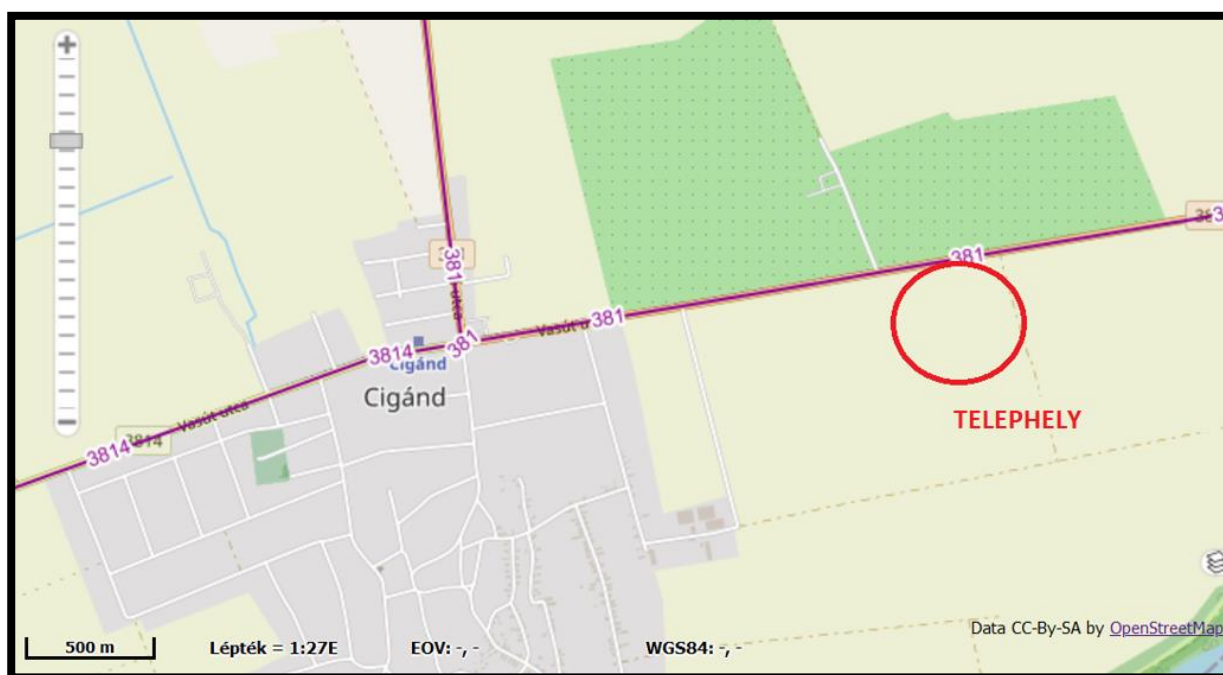 381
381
utca
381
Vasút u
381
3814
Cigánd
Cigánd
Vasút utca
3814
3814
TELEPHELY
Data CC-By-SA by OpenStreetMap
500 m
Lépték = 1:27E
EOV: -, -
WGS84: -, -